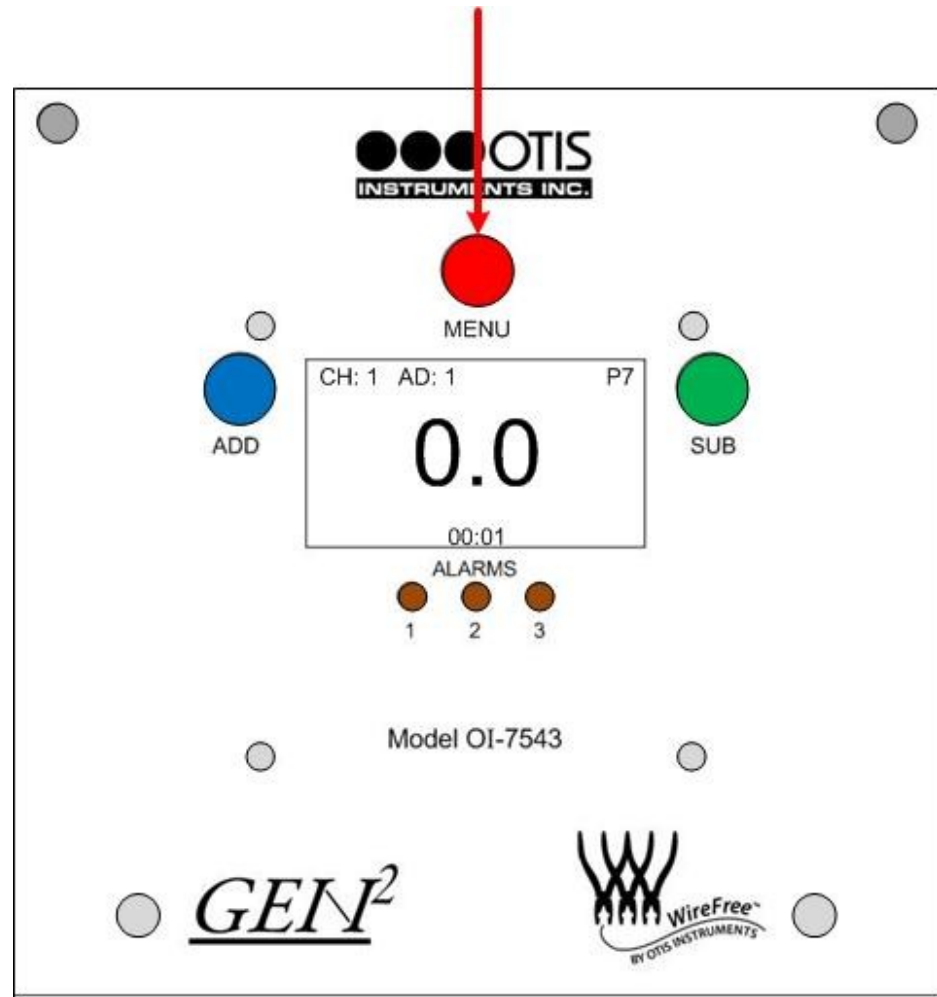 OTIS
INSTRUMENTS INC.
MENU
ADD
SUB
CH: 1 AD: 1 P7
0.0
00:01
ALARMS
1 2 3
Model OI-7543
GEN²
WireFree™
BY OTIS INSTRUMENTS